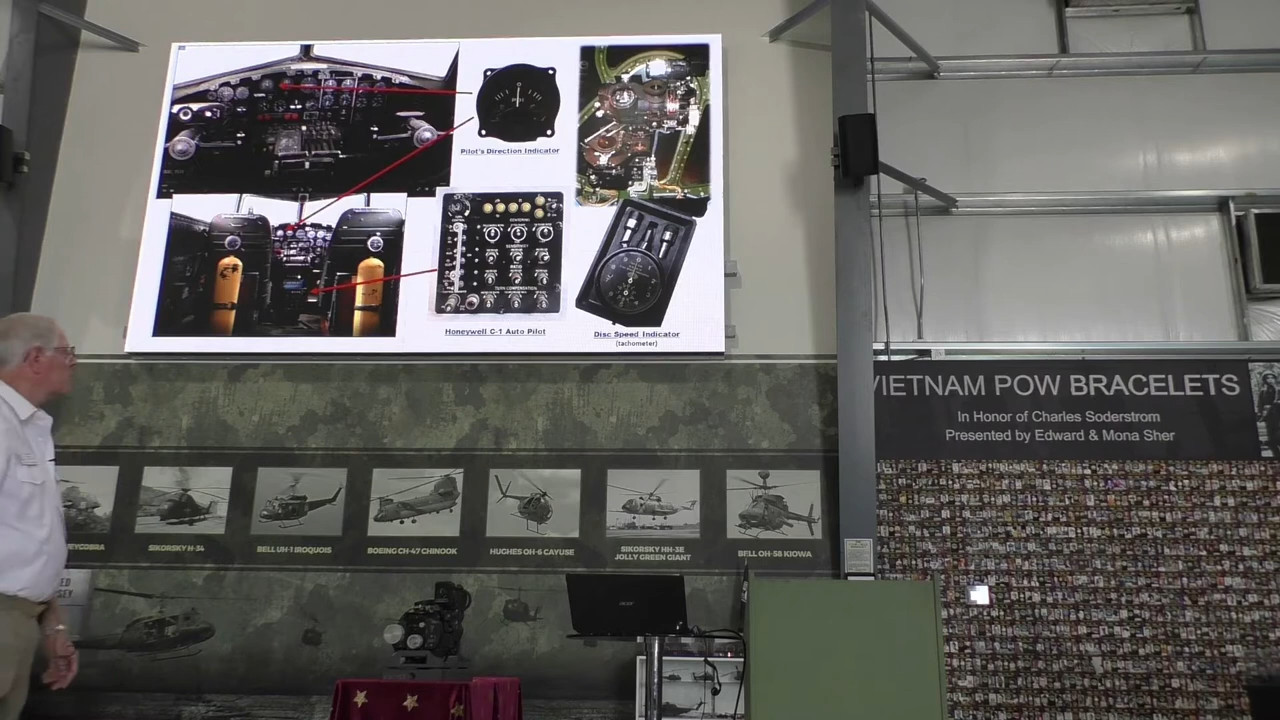 Pilot's Direction Indicator
Honeywell C-1 Auto Pilot
Disc Speed Indicator
(tachometer)
VIETNAM POW BRACELETS
In Honor of Charles Soderstrom
Presented by Edward & Mona Sher
SIKORSKY H-34
BELL UH-1 IROQUOIS
BOEING CH-47 CHINOOK
HUGHES OH-6 CAYUSE
SIKORSKY HH-3E
JOLLY GREEN GIANT
BELL OH-58 KIOWA
acer